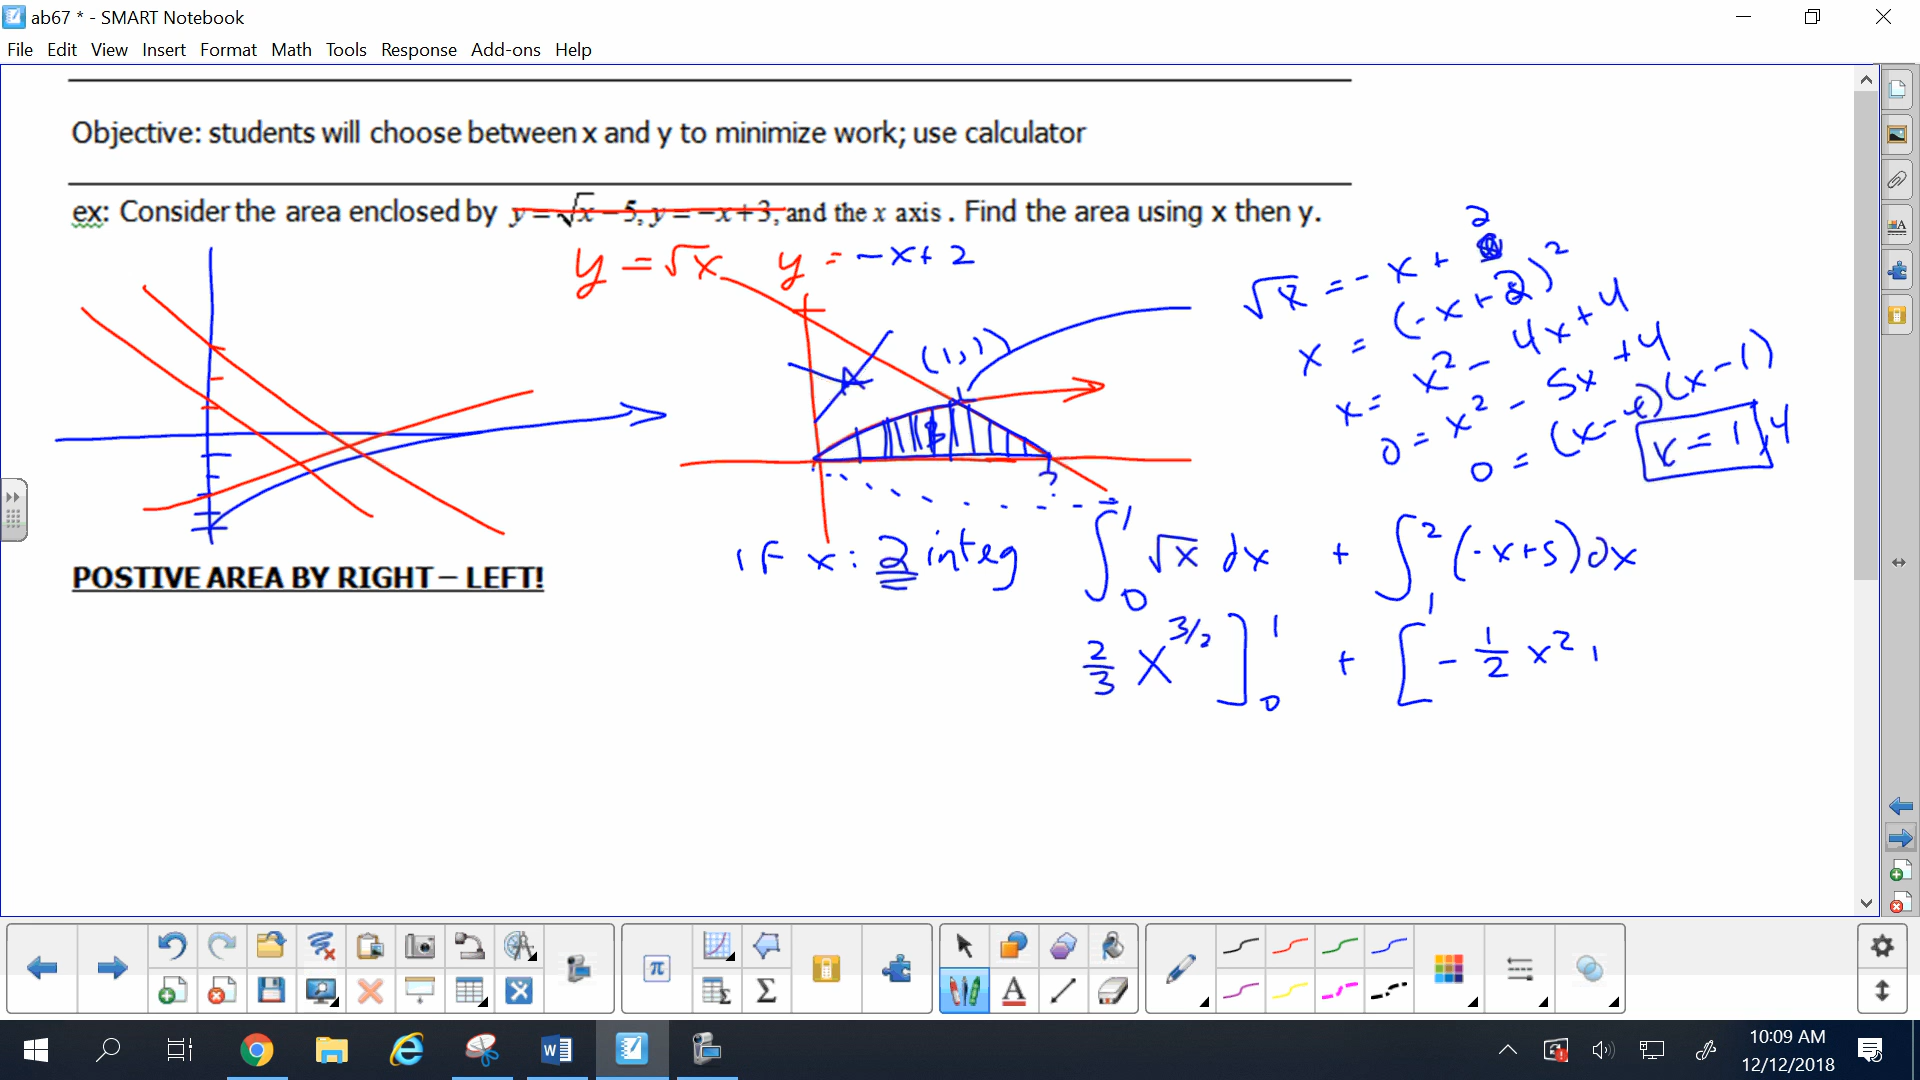 ab67 * - SMART Notebook
File Edit View Insert Format Math Tools Response Add-ons Help
Objective: students will choose between x and y to minimize work; use calculator
ex: Consider the area enclosed by y = √x − 5, y = −x + 3, and the x axis . Find the area using x then y.
y = √x y = -x + 2
√x = -x + 2
x = (-x + 2)²
x = x² - 4x + 4
0 = x² - 5x + 4
0 = (x-4)(x-1)
x = 1, 4
(1,1)
2
POSTIVE AREA BY RIGHT – LEFT!
IF x: 2 integ ∫₀¹ √x dx + ∫₁² (-x+5) dx
2/3 x^3/2 ]₀¹ + [ - 1/2 x²
10:09 AM
12/12/2018